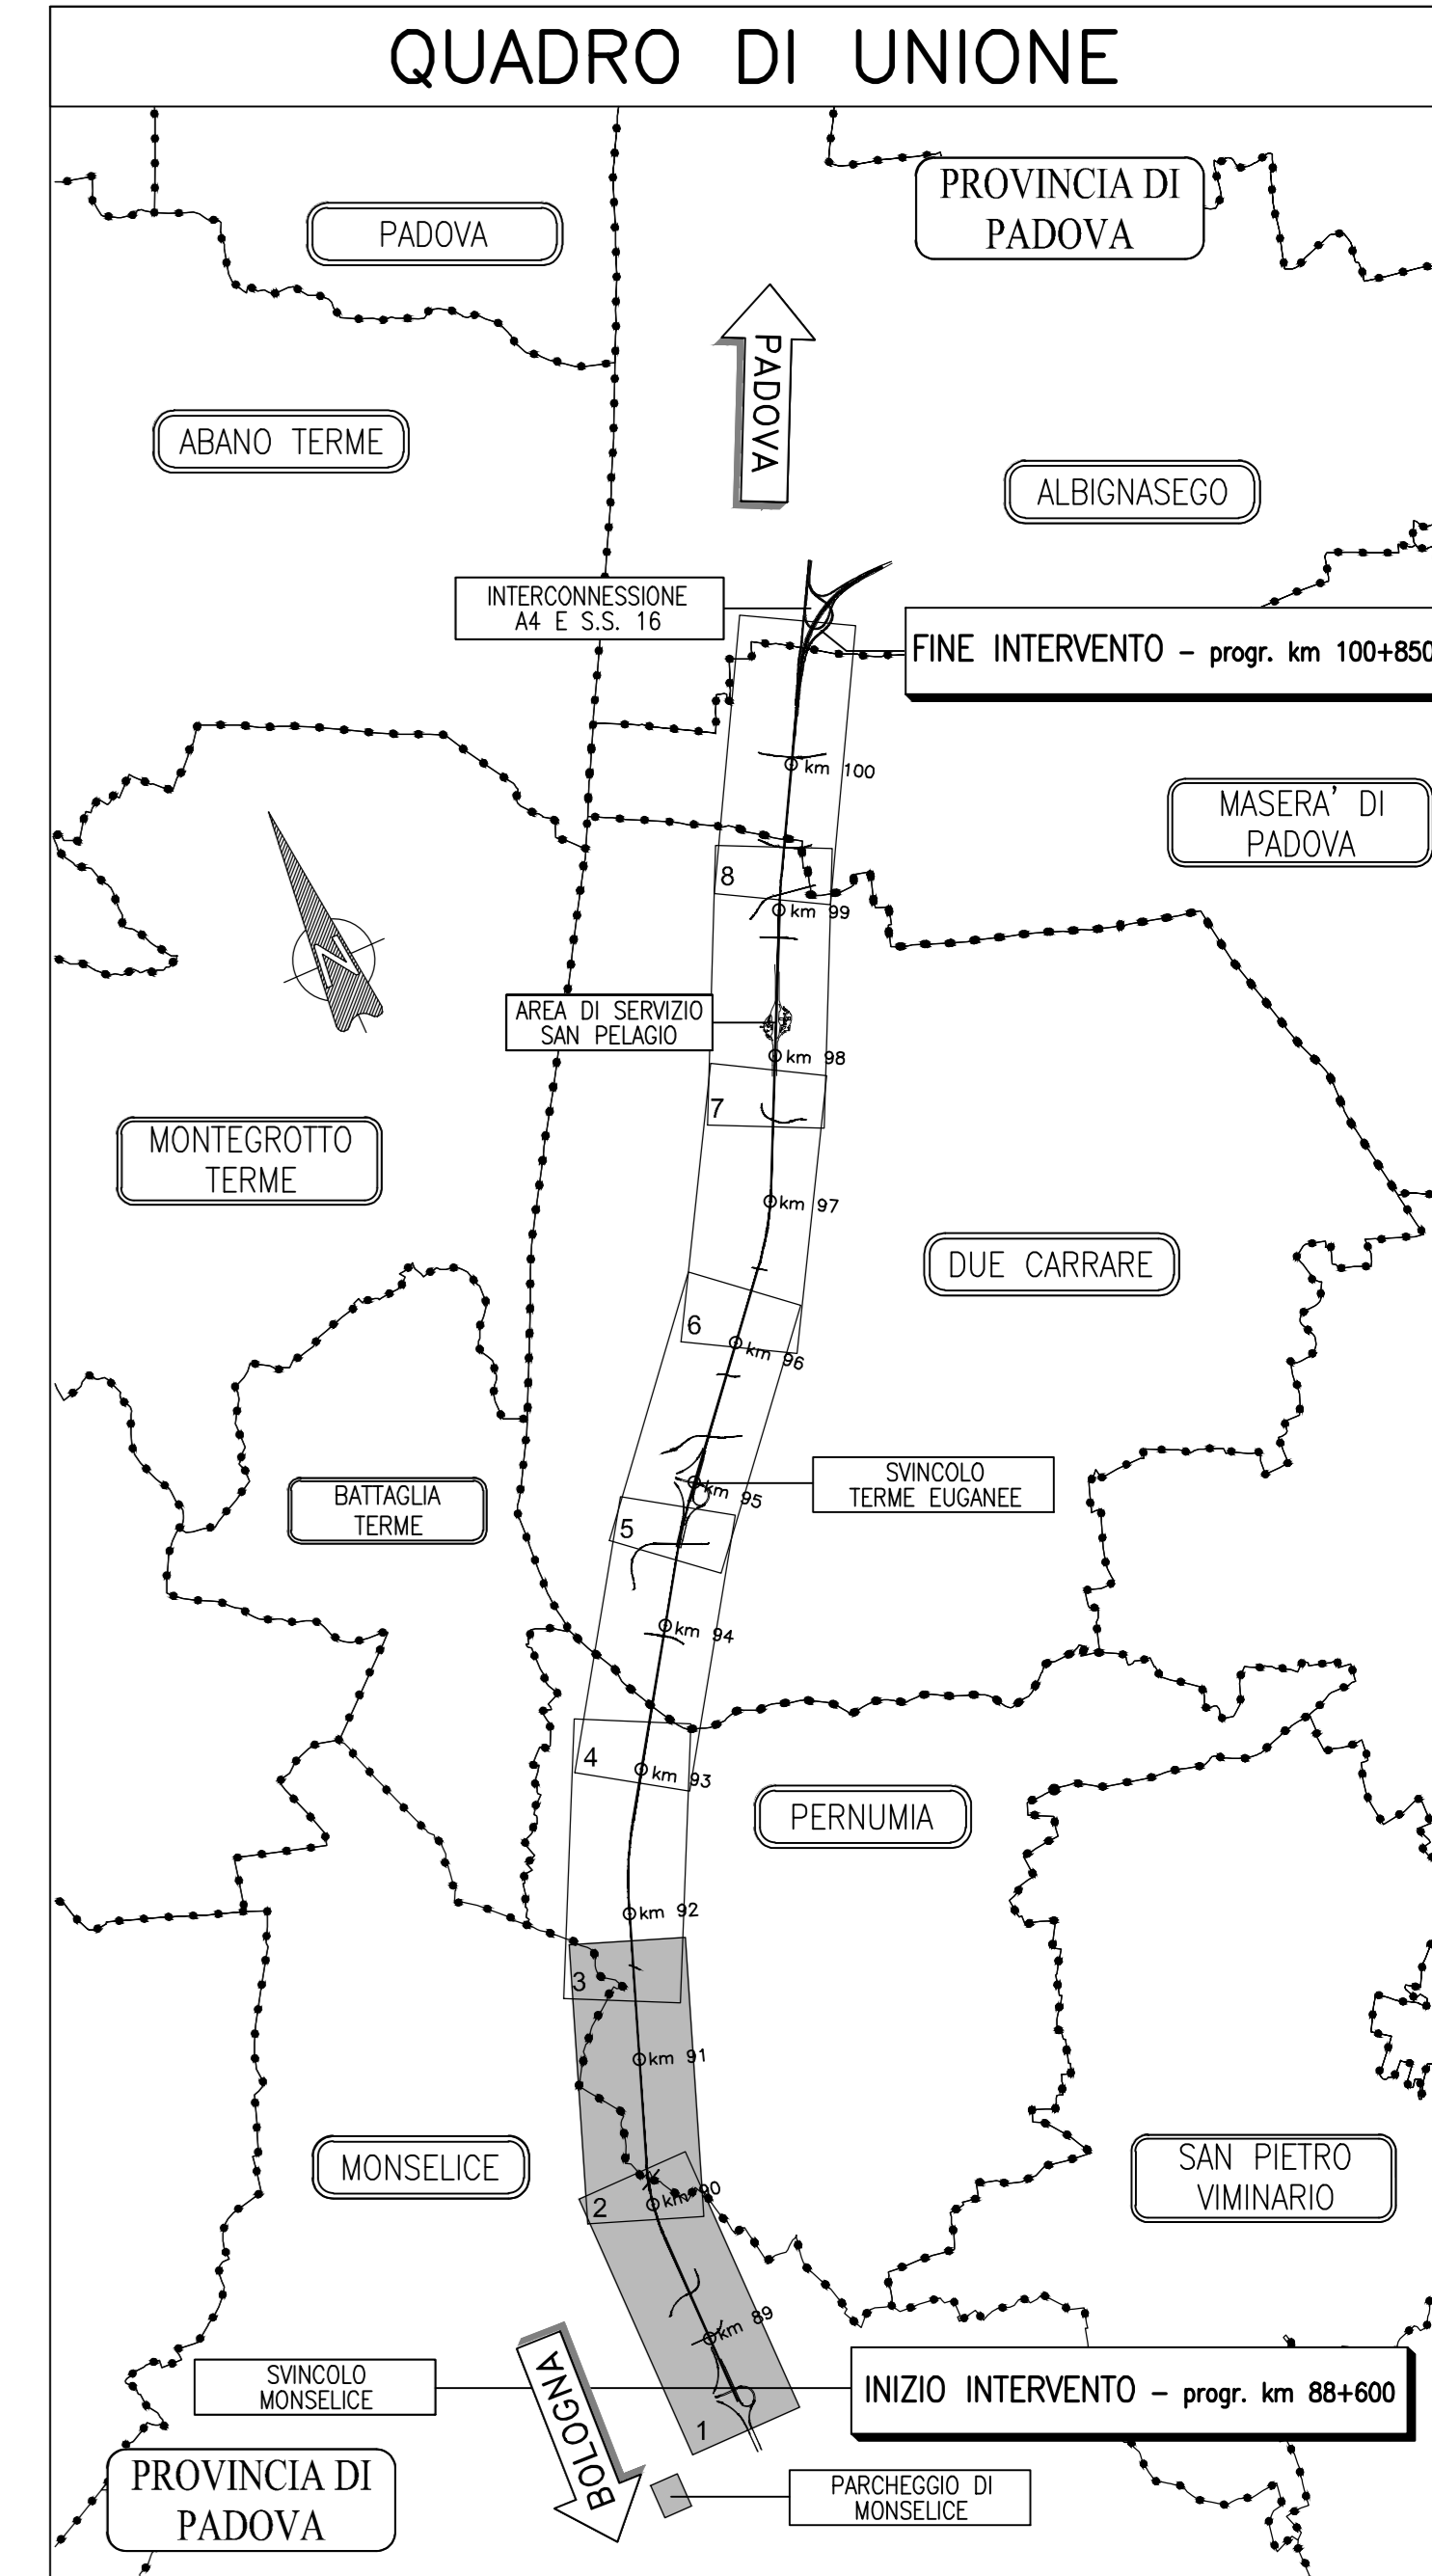 QUADRO DI UNIONE
PROVINCIA DI
PADOVA
PADOVA
PADOVA
ABANO TERME
ALBIGNASEGO
INTERCONNESSIONE
A4 E S.S. 16
FINE INTERVENTO – progr. km 100+850
km 100
MASERA' DI
PADOVA
8
km 99
N
AREA DI SERVIZIO
SAN PELAGIO
km 98
7
MONTEGROTTO
TERME
km 97
DUE CARRARE
6
km 96
SVINCOLO
TERME EUGANEE
km 95
BATTAGLIA
TERME
5
km 94
4
km 93
PERNUMIA
km 92
3
km 91
MONSELICE
SAN PIETRO
VIMINARIO
2
km 90
km 89
SVINCOLO
MONSELICE
BOLOGNA
INIZIO INTERVENTO – progr. km 88+600
1
PROVINCIA DI
PADOVA
PARCHEGGIO DI
MONSELICE